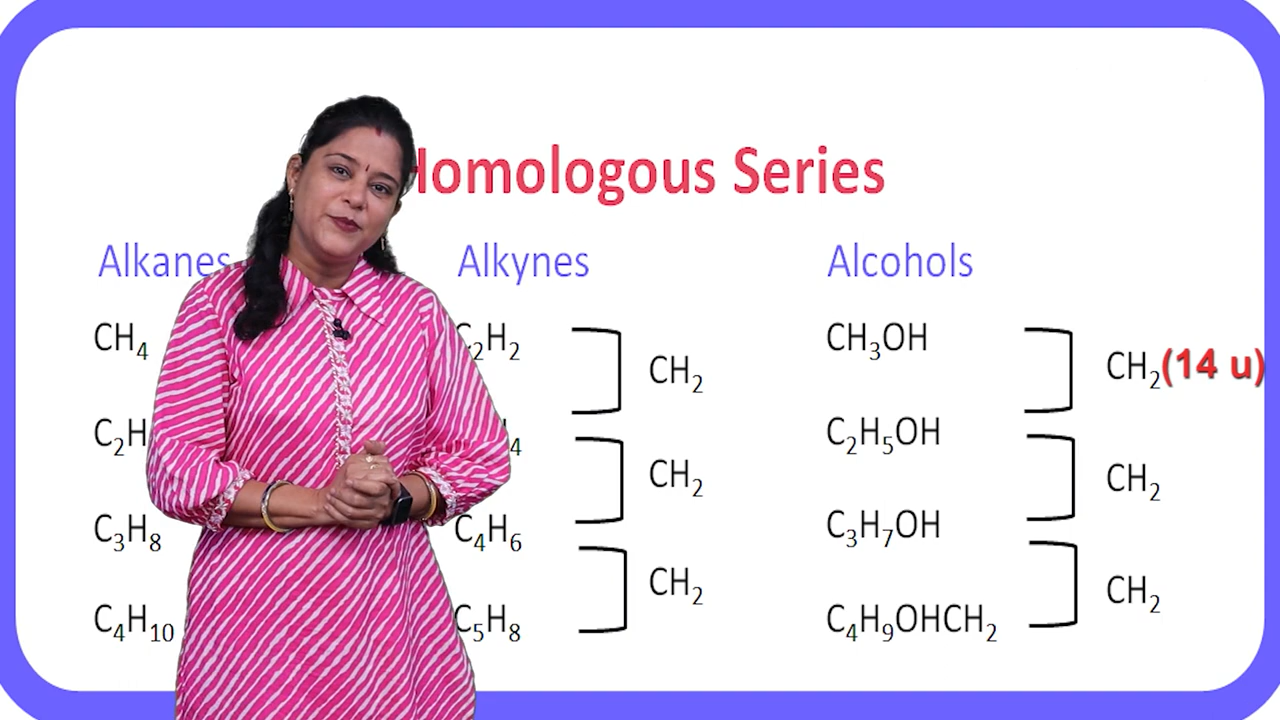 Homologous Series
Alkanes
CH₄
C₂H
C₃H₈
C₄H₁₀
Alkynes
C₂H₂
₄
C₄H₆
C₅H₈
CH₂
CH₂
CH₂
Alcohols
CH₃OH
C₂H₅OH
C₃H₇OH
C₄H₉OHCH₂
CH₂(14 u)
CH₂
CH₂